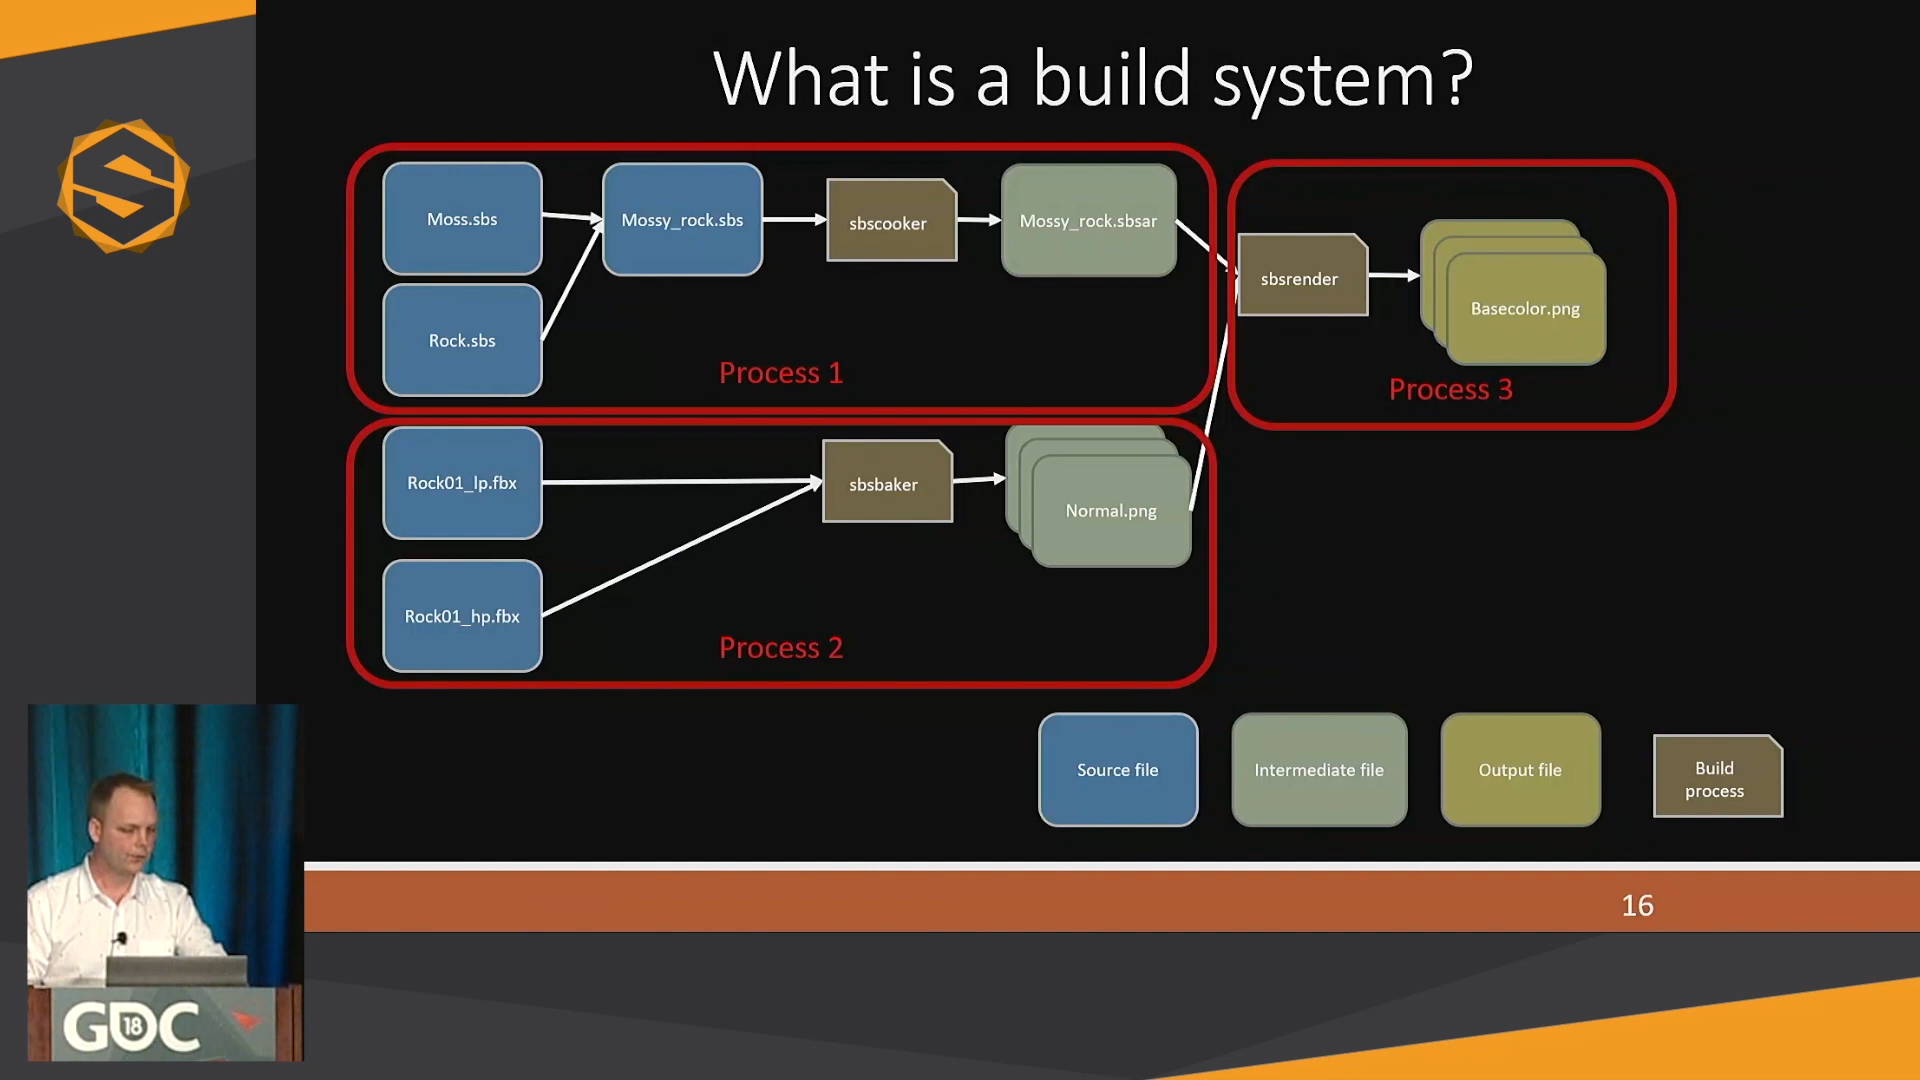 What is a build system?
Moss.sbs
Mossy_rock.sbs
sbscooker
Mossy_rock.sbsar
Rock.sbs
Process 1
sbsrender
Basecolor.png
Process 3
Rock01_lp.fbx
sbsbaker
Normal.png
Rock01_hp.fbx
Process 2
Source file
Intermediate file
Output file
Build
process
16
GDC
18